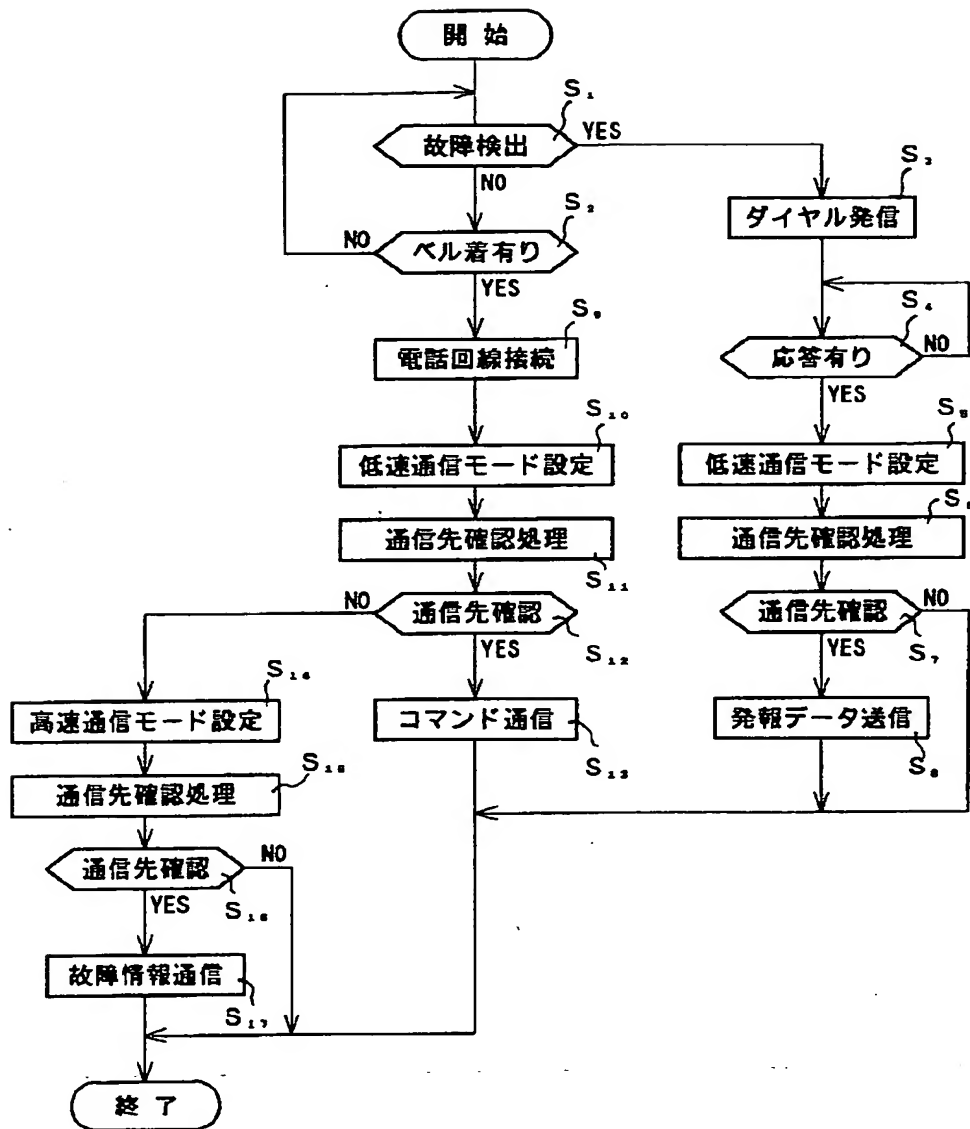 開始
故障検出
S₁
YES
NO
ダイヤル発信
S₃
ベル着有り
S₂
NO
YES
電話回線接続
S₉
応答有り
S₄
NO
YES
低速通信モード設定
S₁₀
低速通信モード設定
S₅
通信先確認処理
S₁₁
通信先確認処理
S₆
通信先確認
S₁₂
NO
YES
通信先確認
S₇
NO
YES
高速通信モード設定
S₁₄
コマンド通信
S₁₃
発報データ送信
S₈
通信先確認処理
S₁₅
通信先確認
S₁₆
NO
YES
故障情報通信
S₁₇
終了